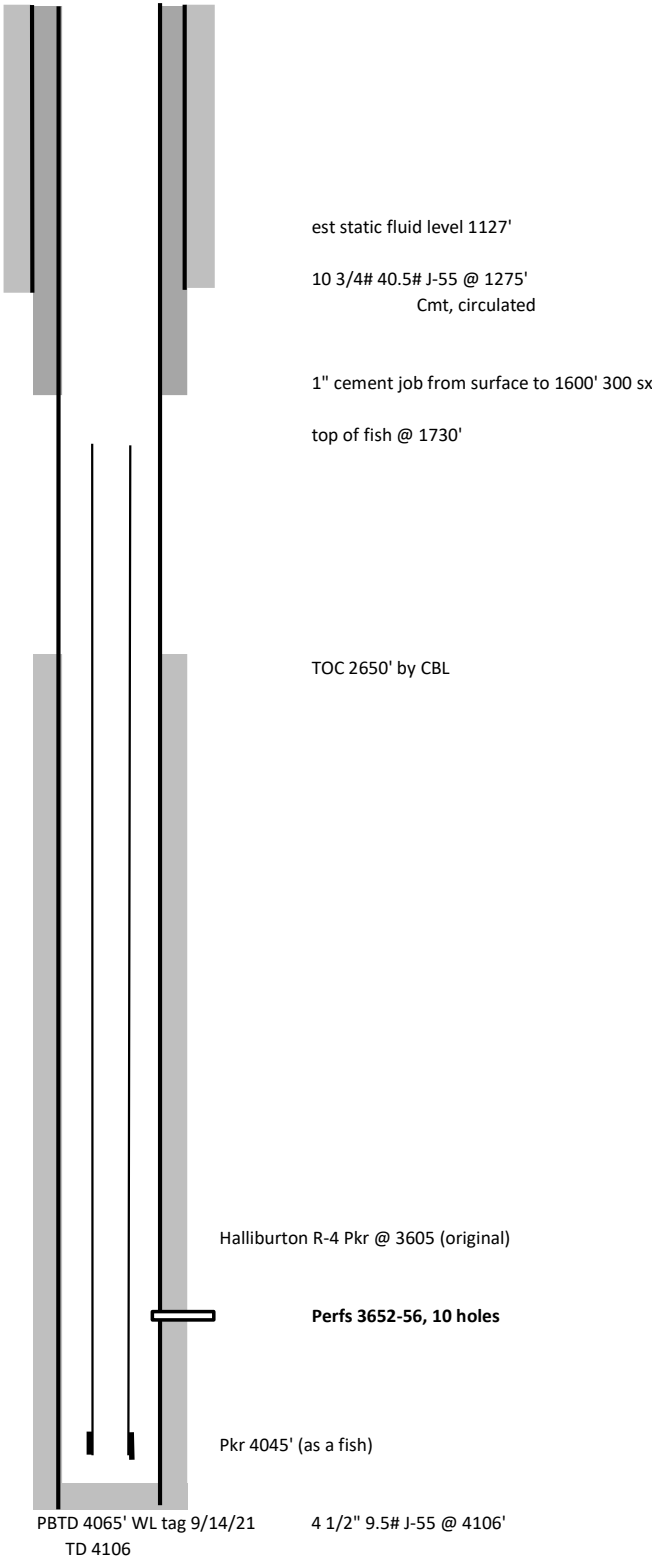 est static fluid level 1127'
10 3/4# 40.5# J-55 @ 1275'
Cmt, circulated
1" cement job from surface to 1600' 300 sx
top of fish @ 1730'
TOC 2650' by CBL
Halliburton R-4 Pkr @ 3605 (original)
Perfs 3652-56, 10 holes
Pkr 4045' (as a fish)
PBTD 4065' WL tag 9/14/21
4 1/2" 9.5# J-55 @ 4106'
TD 4106